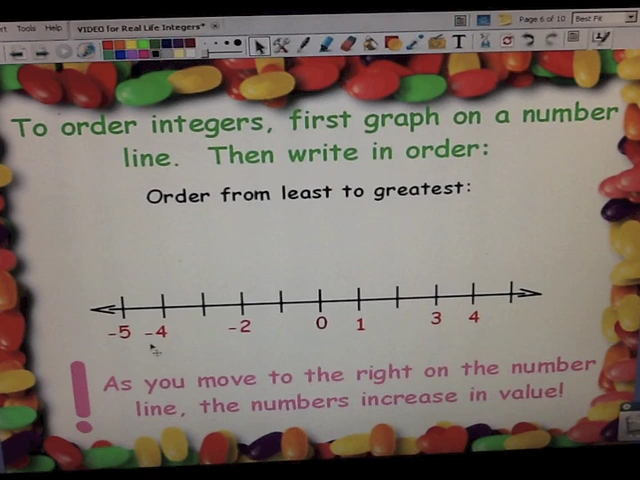 Tools Help VIDEO for Real Life Integers*
Page 6 of 10 Best Fit
To order integers, first graph on a number
line. Then write in order:
Order from least to greatest:
-5 -4 -2 0 1 3 4
! As you move to the right on the number
line, the numbers increase in value!